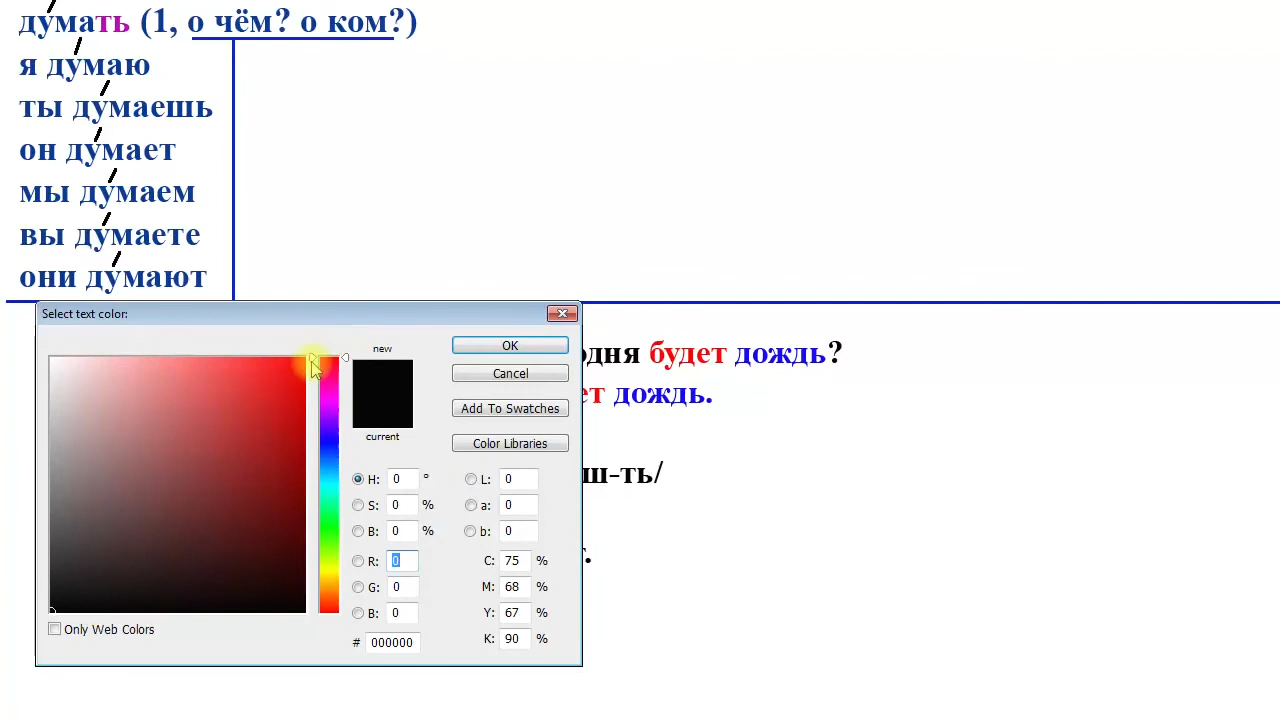 думать (1, о чём? о ком?)
я думаю
ты думаешь
он думает
мы думаем
вы думаете
они думают
Select text color:
new
current
OK
Cancel
Add To Swatches
Color Libraries
H: 0 °
S: 0 %
B: 0 %
R: 0
G: 0
B: 0
# 000000
L: 0
a: 0
b: 0
C: 75 %
M: 68 %
Y: 67 %
K: 90 %
Only Web Colors
одня будет дождь?
ет дождь.
ш-ть/